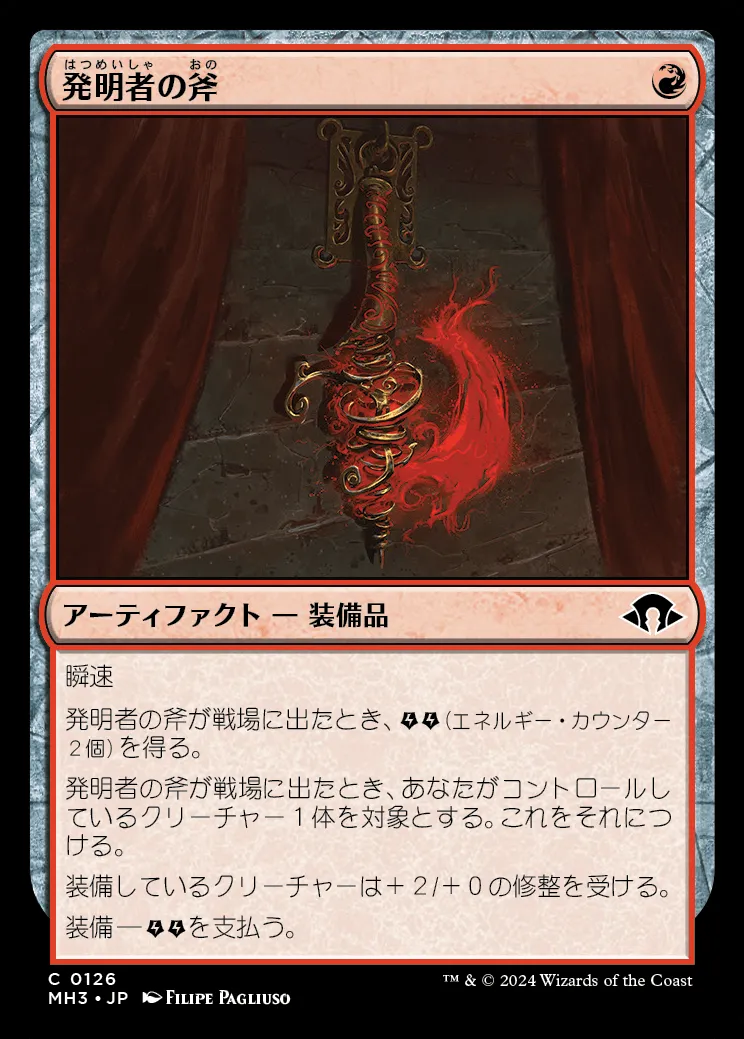 はつめいしゃ おの
発明者の斧
アーティファクト — 装備品
瞬速
発明者の斧が戦場に出たとき、(エネルギー・カウンター
2個)を得る。
発明者の斧が戦場に出たとき、あなたがコントロールし
ているクリーチャー1体を対象とする。これをそれにつ
ける。
装備しているクリーチャーは+2/+0の修整を受ける。
装備—を支払う。
C 0126
MH3 • JP FILIPE PAGLIUSO
™ & © 2024 Wizards of the Coast